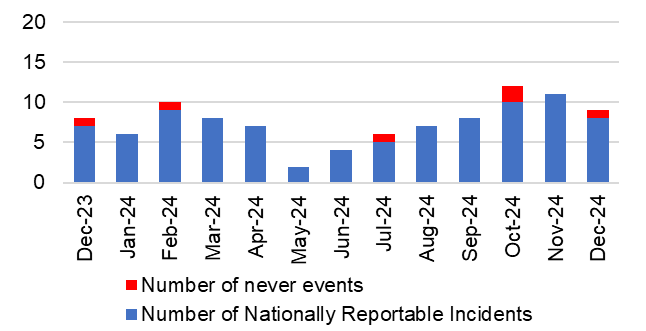 20
15
10
5
0
Dec-23 Jan-24 Feb-24 Mar-24 Apr-24 May-24 Jun-24 Jul-24 Aug-24 Sep-24 Oct-24 Nov-24 Dec-24
Number of never events
Number of Nationally Reportable Incidents